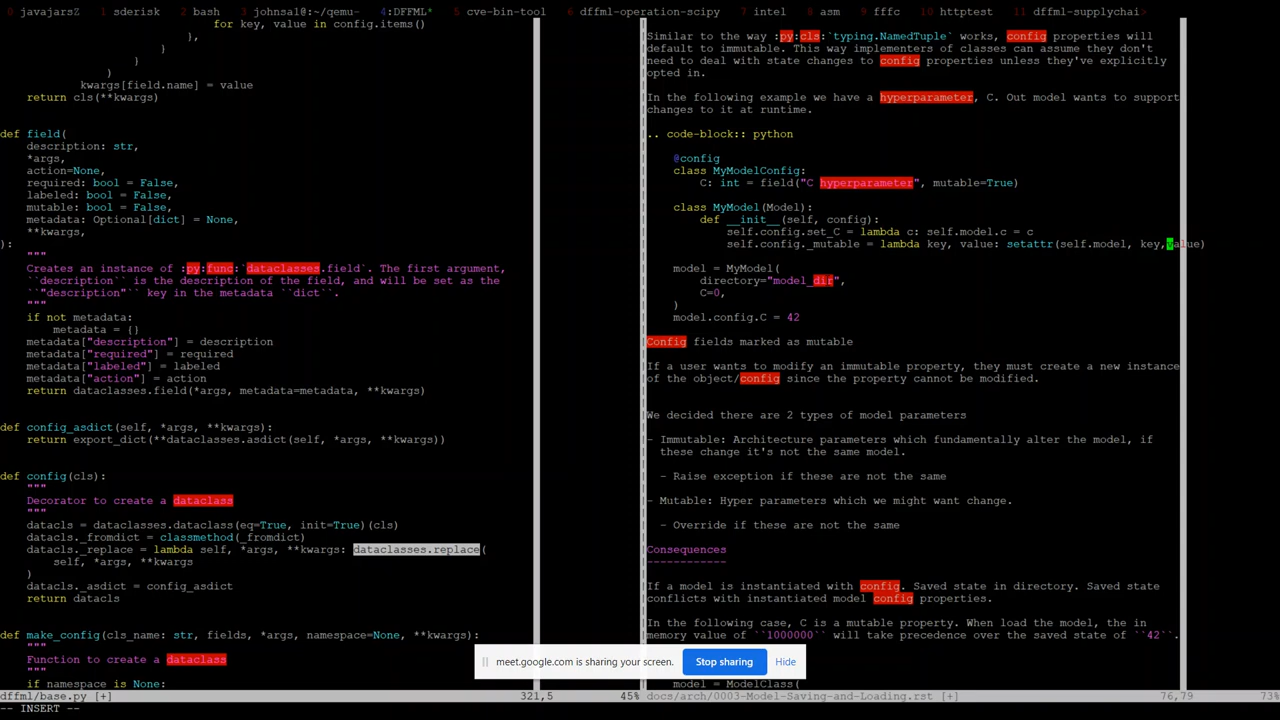 0 javajarsZ  1 sderisk  2 bash  3 johnsal@:~/qemu-  4:DFFML*  5 cve-bin-tool  6 dffml-operation-scipy  7 intel  8 asm  9 fffc  10 httptest  11 dffml-supplychai>
for key, value in config.items()
},
}
)
kwargs[field.name] = value
return cls(**kwargs)
def field(
description: str,
*args,
action=None,
required: bool = False,
labeled: bool = False,
mutable: bool = False,
metadata: Optional[dict] = None,
**kwargs,
):
"""
Creates an instance of :py:func:`dataclasses.field`. The first argument,
``description`` is the description of the field, and will be set as the
``"description"`` key in the metadata ``dict``.
"""
if not metadata:
metadata = {}
metadata["description"] = description
metadata["required"] = required
metadata["labeled"] = labeled
metadata["action"] = action
return dataclasses.field(*args, metadata=metadata, **kwargs)
def config_asdict(self, *args, **kwargs):
return export_dict(**dataclasses.asdict(self, *args, **kwargs))
def config(cls):
"""
Decorator to create a dataclass
"""
datacls = dataclasses.dataclass(eq=True, init=True)(cls)
datacls._fromdict = classmethod(_fromdict)
datacls._replace = lambda self, *args, **kwargs: dataclasses.replace(
self, *args, **kwargs
)
datacls._asdict = config_asdict
return datacls
def make_config(cls_name: str, fields, *args, namespace=None, **kwargs):
"""
Function to create a dataclass
"""
if namespace is None:
dffml/base.py [+]  321,5  45%
-- INSERT --
Similar to the way :py:cls:`typing.NamedTuple` works, config properties will
default to immutable. This way implementers of classes can assume they don't
need to deal with state changes to config properties unless they've explicitly
opted in.
In the following example we have a hyperparameter, C. Out model wants to support
changes to it at runtime.
.. code-block:: python
@config
class MyModelConfig:
C: int = field("C hyperparameter", mutable=True)
class MyModel(Model):
def __init__(self, config):
self.config.set_C = lambda c: self.model.c = c
self.config._mutable = lambda key, value: setattr(self.model, key,value)
model = MyModel(
directory="model_dir",
C=0,
)
model.config.C = 42
Config fields marked as mutable
If a user wants to modify an immutable property, they must create a new instance
of the object/config since the property cannot be modified.
We decided there are 2 types of model parameters
- Immutable: Architecture parameters which fundamentally alter the model, if
these change it's not the same model.
- Raise exception if these are not the same
- Mutable: Hyper parameters which we might want change.
- Override if these are not the same
Consequences
------------
If a model is instantiated with config. Saved state in directory. Saved state
conflicts with instantiated model config properties.
In the following case, C is a mutable property. When load the model, the in
memory value of ``1000000`` will take precedence over the saved state of ``42``.
model = ModelClass(
docs/arch/0003-Model-Saving-and-Loading.rst [+]  76,79  73%
meet.google.com is sharing your screen.  Stop sharing  Hide